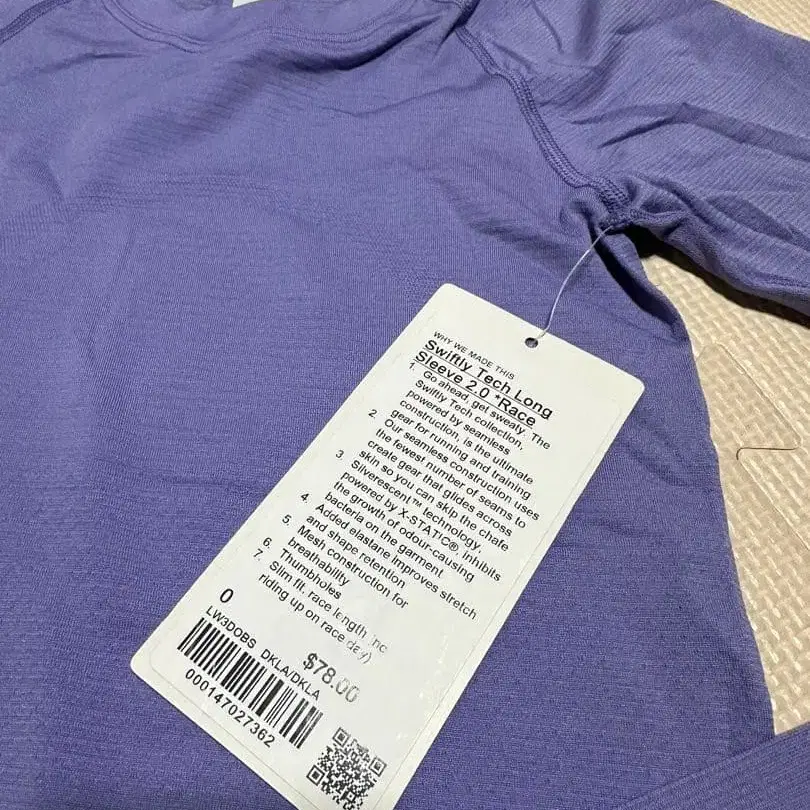 WHY WE MADE THIS
Swiftly Tech Long
Sleeve 2.0 *Race
1. Go ahead, get sweaty. The
Swiftly Tech collection,
powered by seamless
construction, is the ultimate
gear for running and training
2 Our seamless construction uses
the fewest number of seams to
create gear that glides across
skin so you can skip the chafe
3 Silverescent™ technology,
powered by X-STATIC®, inhibits
the growth of odour-causing
bacteria on the garment
4. Added elastane improves stretch
and shape retention
5. Mesh construction for
breathability
6. Thumbholes
7. Slim fit, race length (nc
riding up on race day)
0
LW3DOBS DKLA/DKLA
$78.00
000147027362